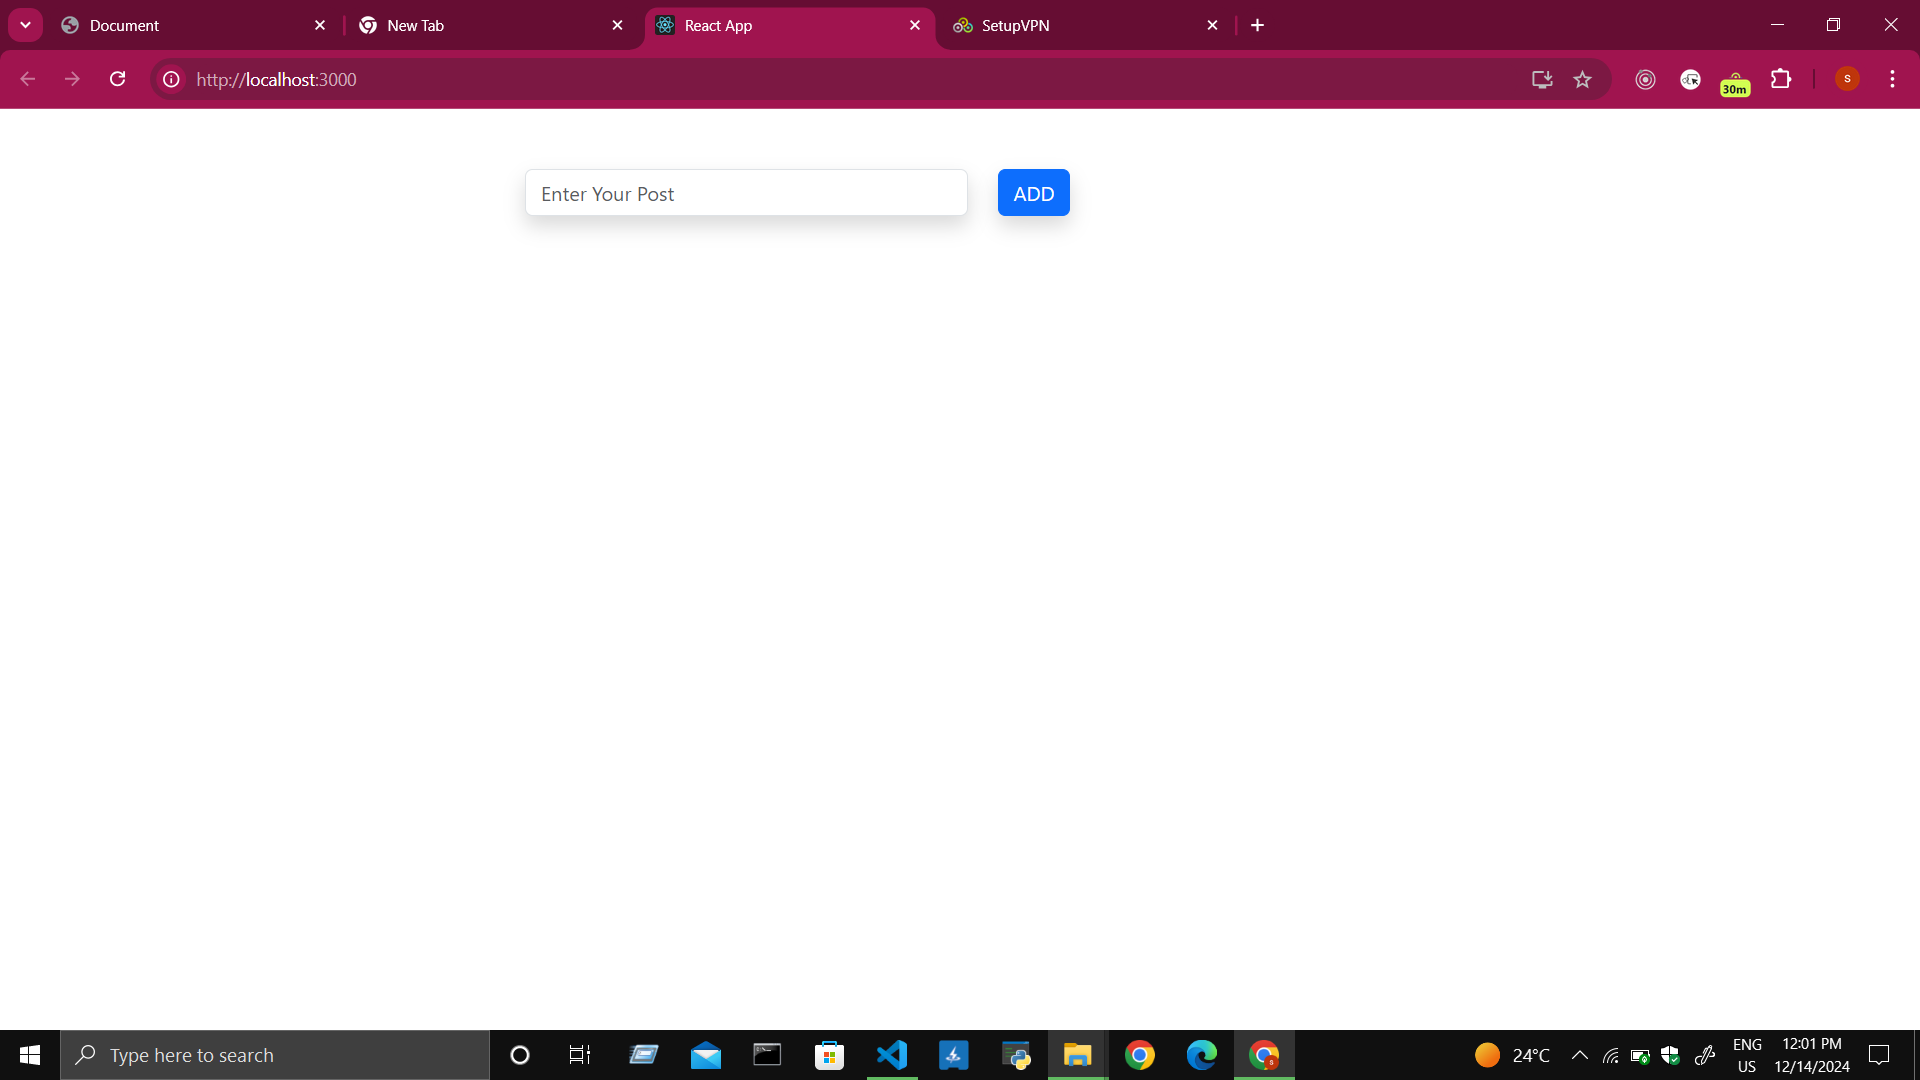 Document
New Tab
React App
SetupVPN
http://localhost:3000
30m
S
Enter Your Post
ADD
Type here to search
24°C
ENG
US
12:01 PM
12/14/2024